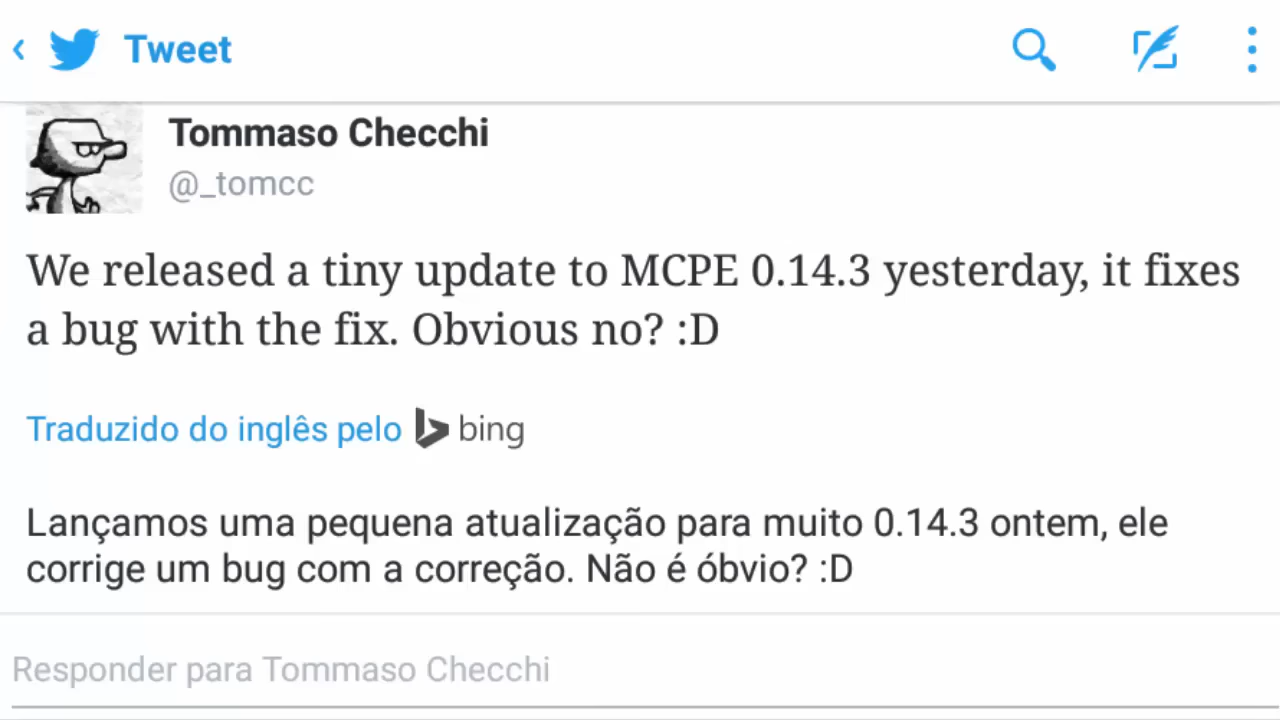 Tweet
Tommaso Checchi
@_tomcc
We released a tiny update to MCPE 0.14.3 yesterday, it fixes
a bug with the fix. Obvious no? :D
Traduzido do inglês pelo bing
Lançamos uma pequena atualização para muito 0.14.3 ontem, ele
corrige um bug com a correção. Não é óbvio? :D
Responder para Tommaso Checchi